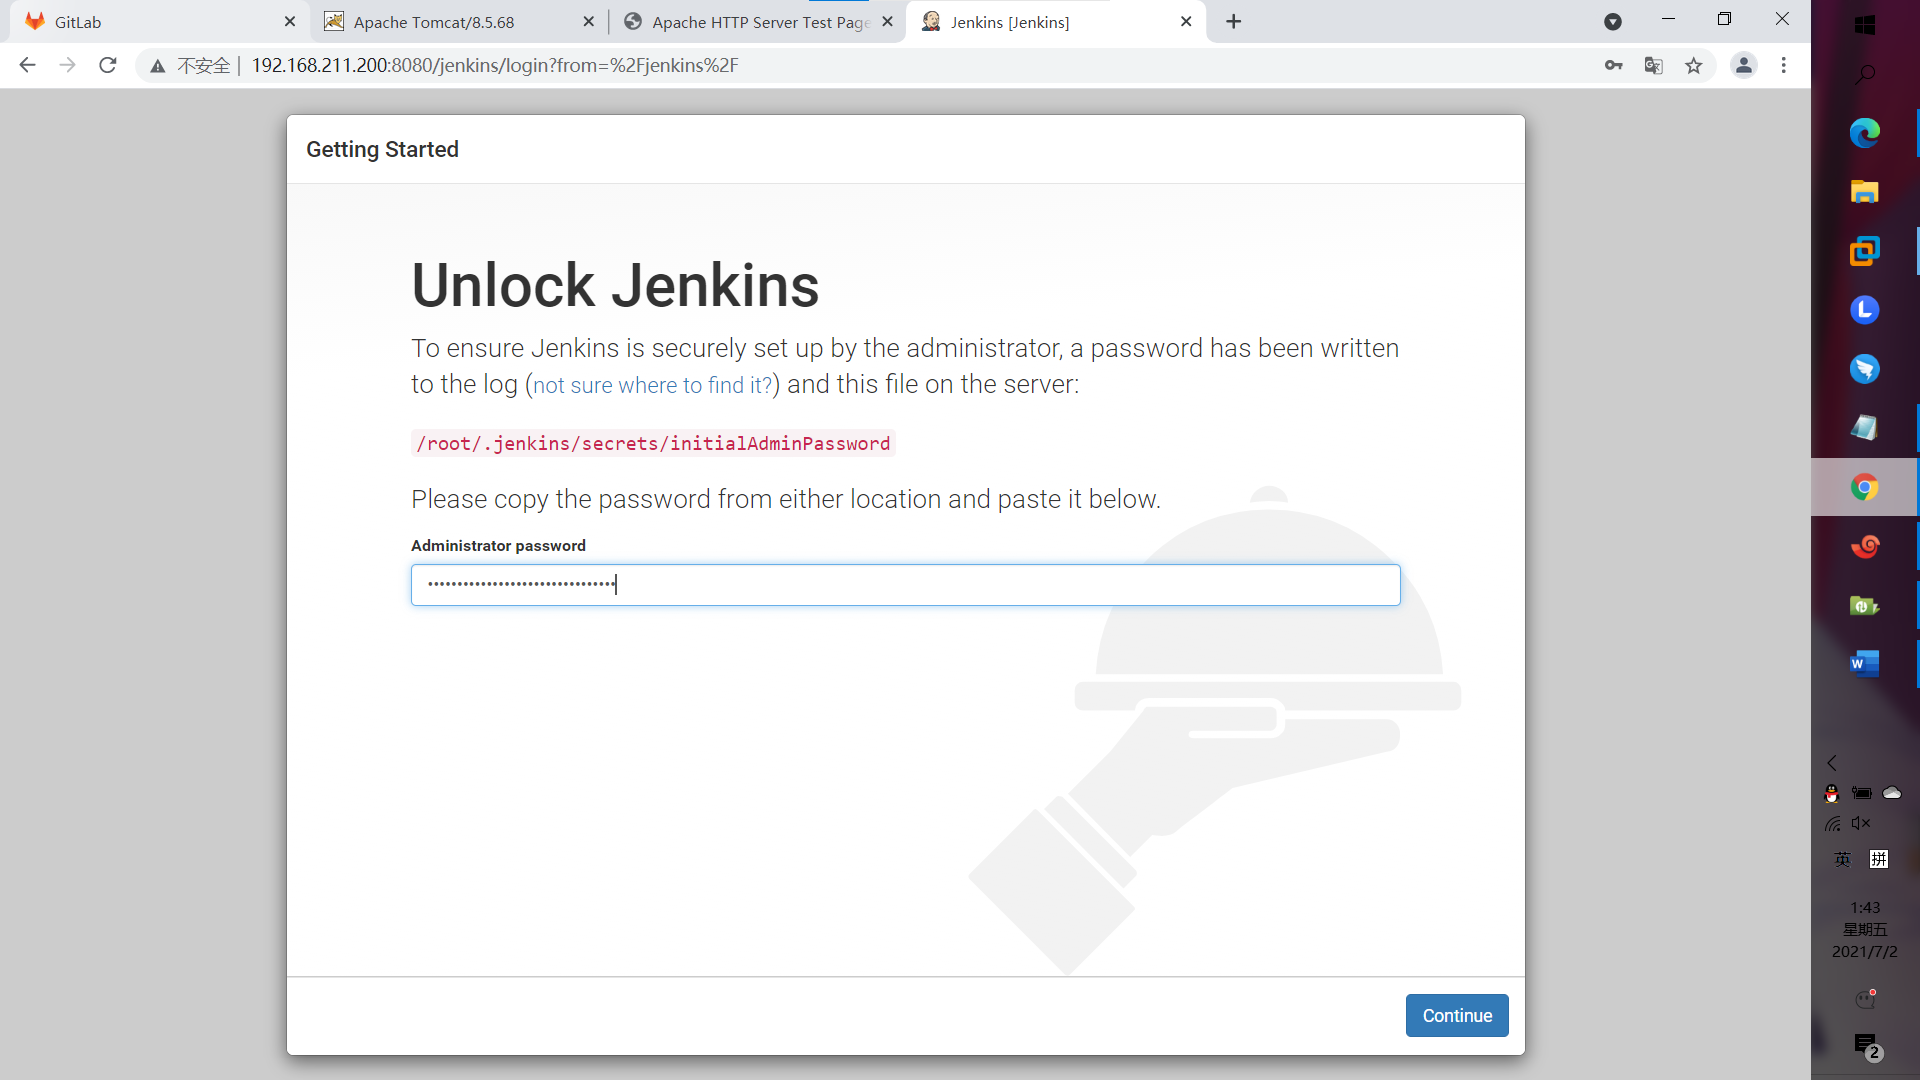 GitLab
Apache Tomcat/8.5.68
Apache HTTP Server Test Page
Jenkins [Jenkins]
不安全 | 192.168.211.200:8080/jenkins/login?from=%2Fjenkins%2F
Getting Started
Unlock Jenkins
To ensure Jenkins is securely set up by the administrator, a password has been written
to the log (not sure where to find it?) and this file on the server:
/root/.jenkins/secrets/initialAdminPassword
Please copy the password from either location and paste it below.
Administrator password
Continue
英 拼
1:43
星期五
2021/7/2
2